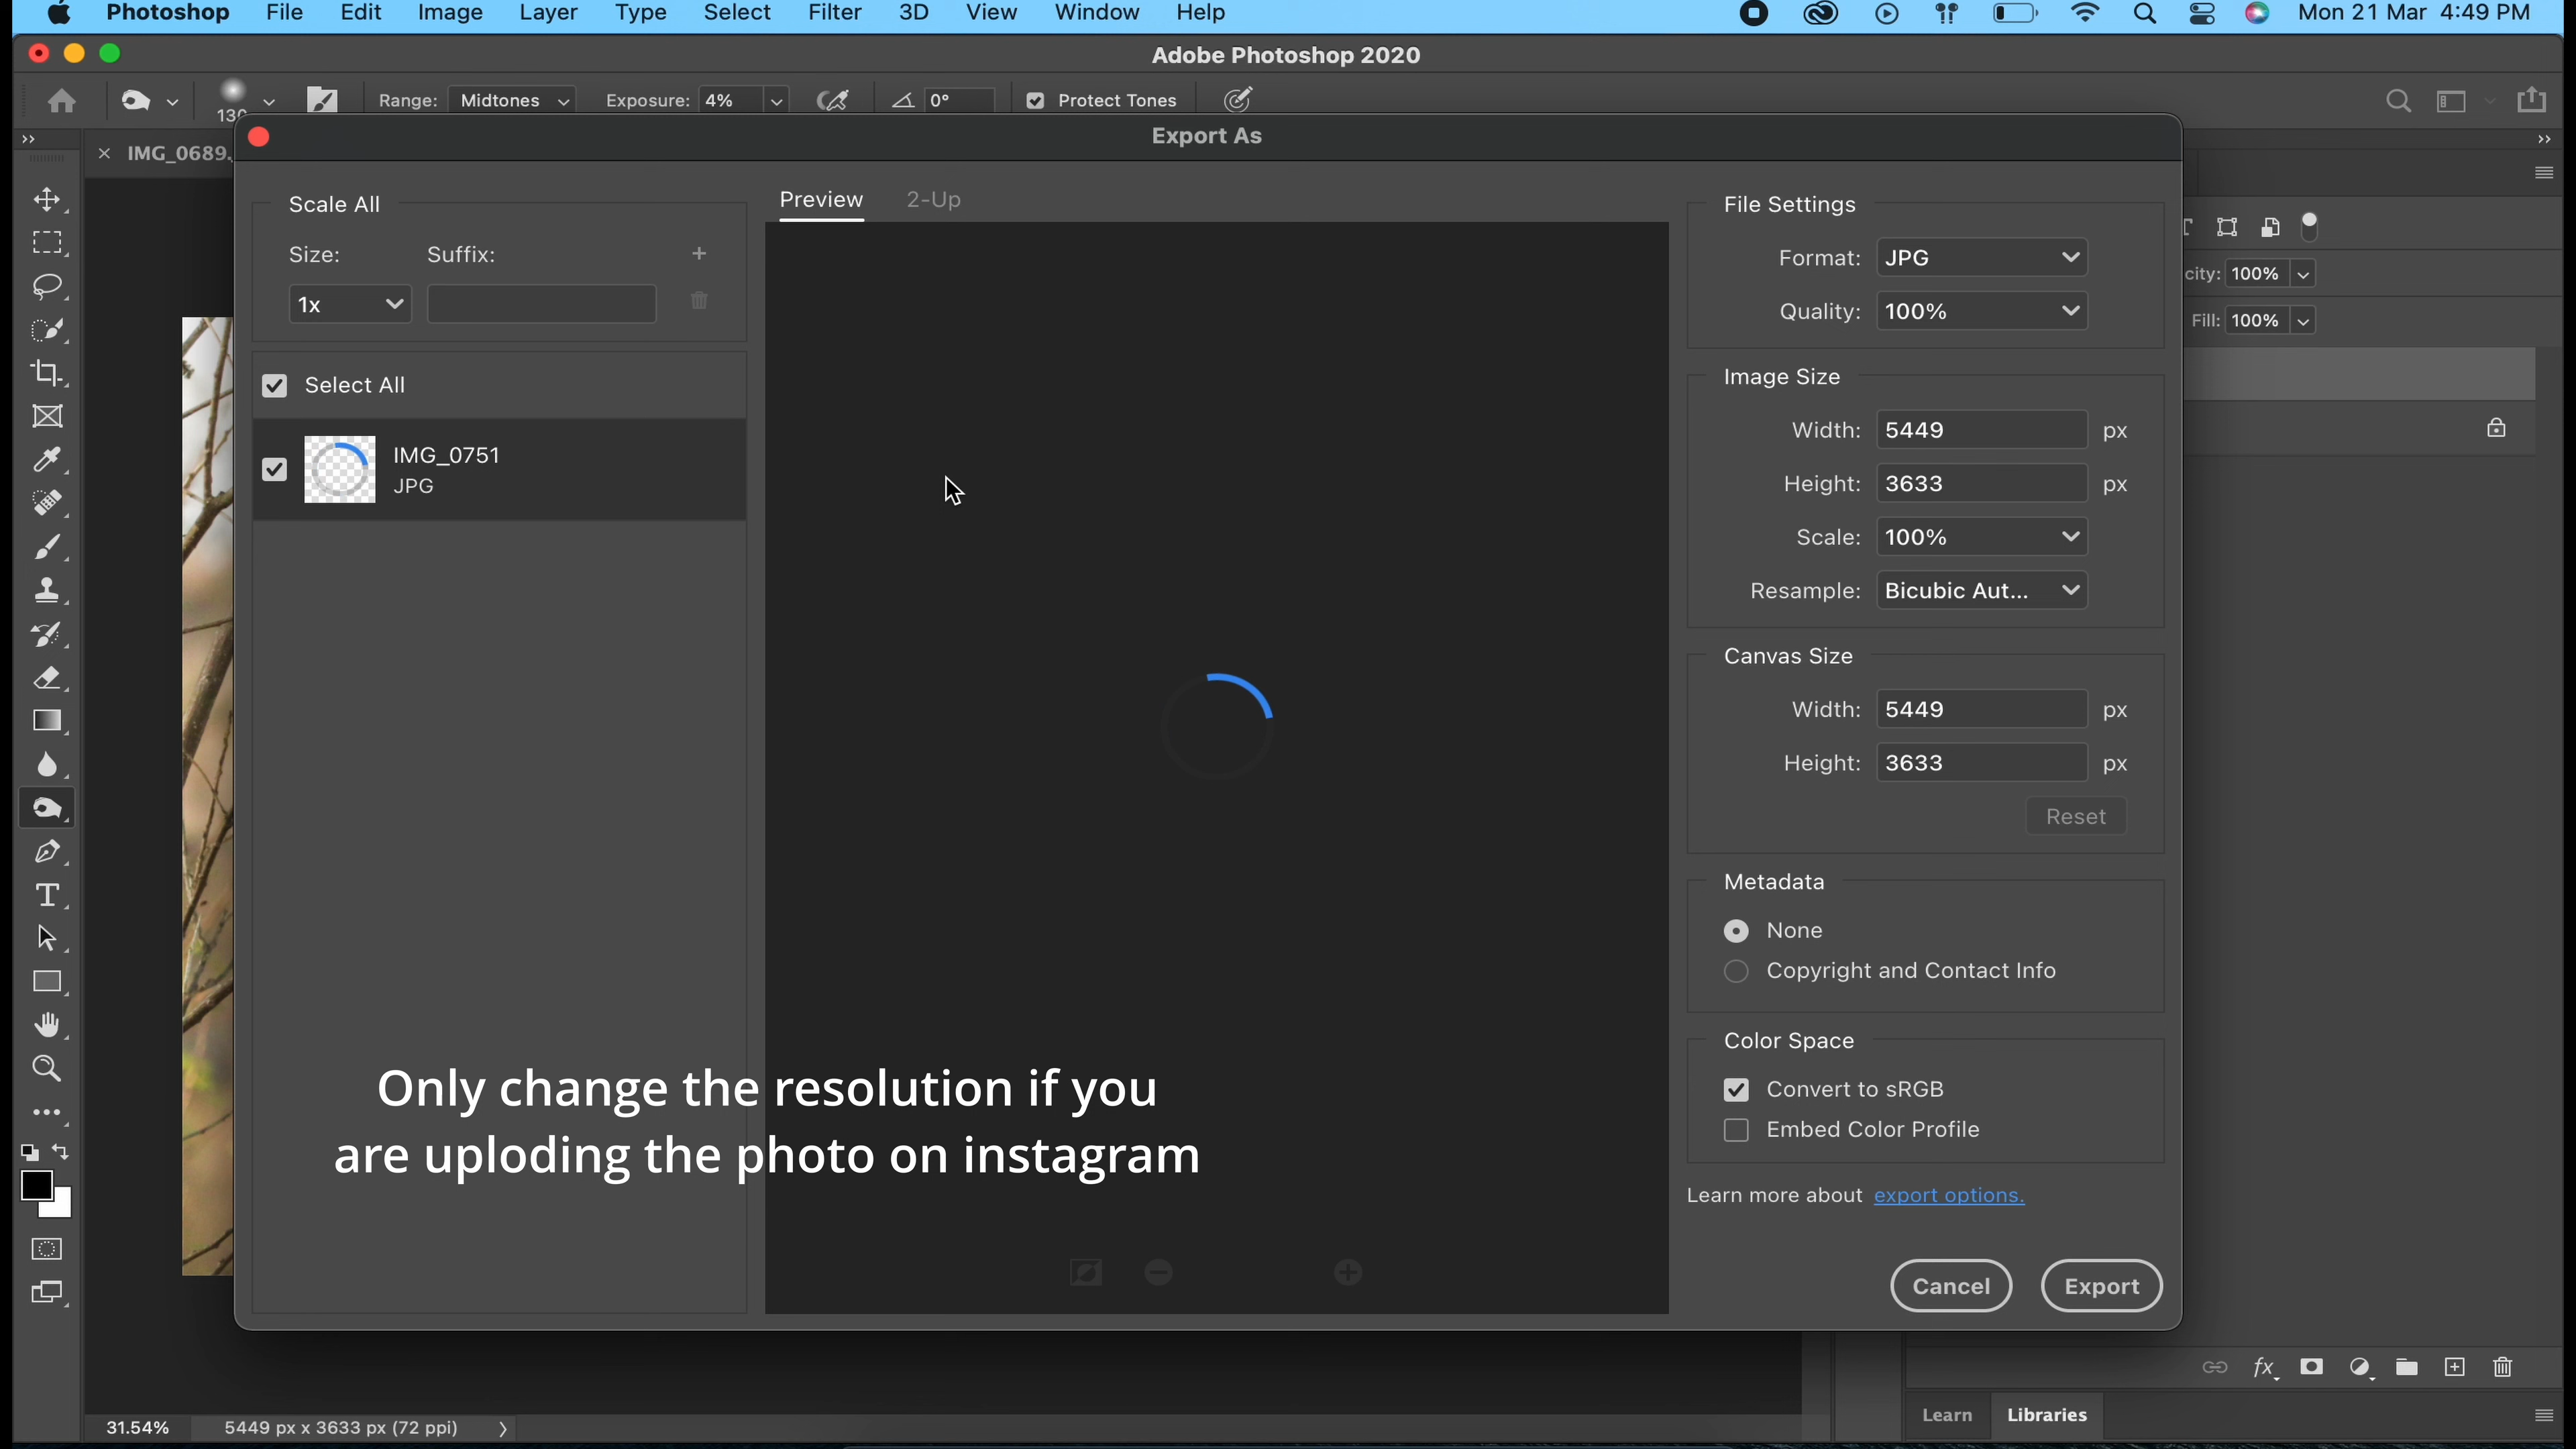 Photoshop File Edit Image Layer Type Select Filter 3D View Window Help Mon 21 Mar 4:49 PM
Adobe Photoshop 2020
130 Range: Midtones Exposure: 4% 0° Protect Tones
IMG_0689.
Export As
Scale All
Size: Suffix:
1x
Select All
IMG_0751
JPG
Preview 2-Up
File Settings
Format: JPG
Quality: 100%
Image Size
Width: 5449 px
Height: 3633 px
Scale: 100%
Resample: Bicubic Aut...
Canvas Size
Width: 5449 px
Height: 3633 px
Reset
Metadata
None
Copyright and Contact Info
Color Space
Convert to sRGB
Embed Color Profile
Learn more about export options.
Cancel Export
city: 100%
Fill: 100%
Only change the resolution if you
are uploding the photo on instagram
fx
Learn Libraries
31.54% 5449 px x 3633 px (72 ppi)